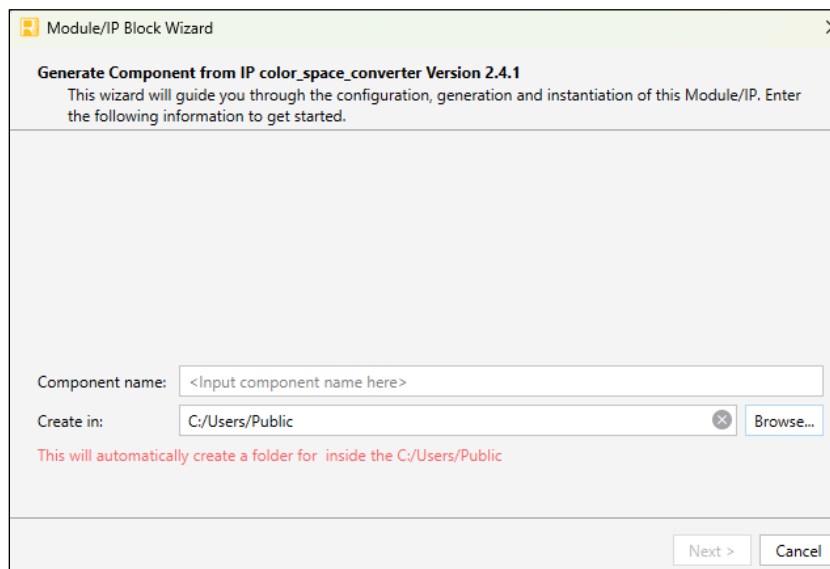 Module/IP Block Wizard
Generate Component from IP color_space_converter Version 2.4.1
This wizard will guide you through the configuration, generation and instantiation of this Module/IP. Enter
the following information to get started.
Component name: <Input component name here>
Create in: C:/Users/Public Browse...
This will automatically create a folder for  inside the C:/Users/Public
Next > Cancel